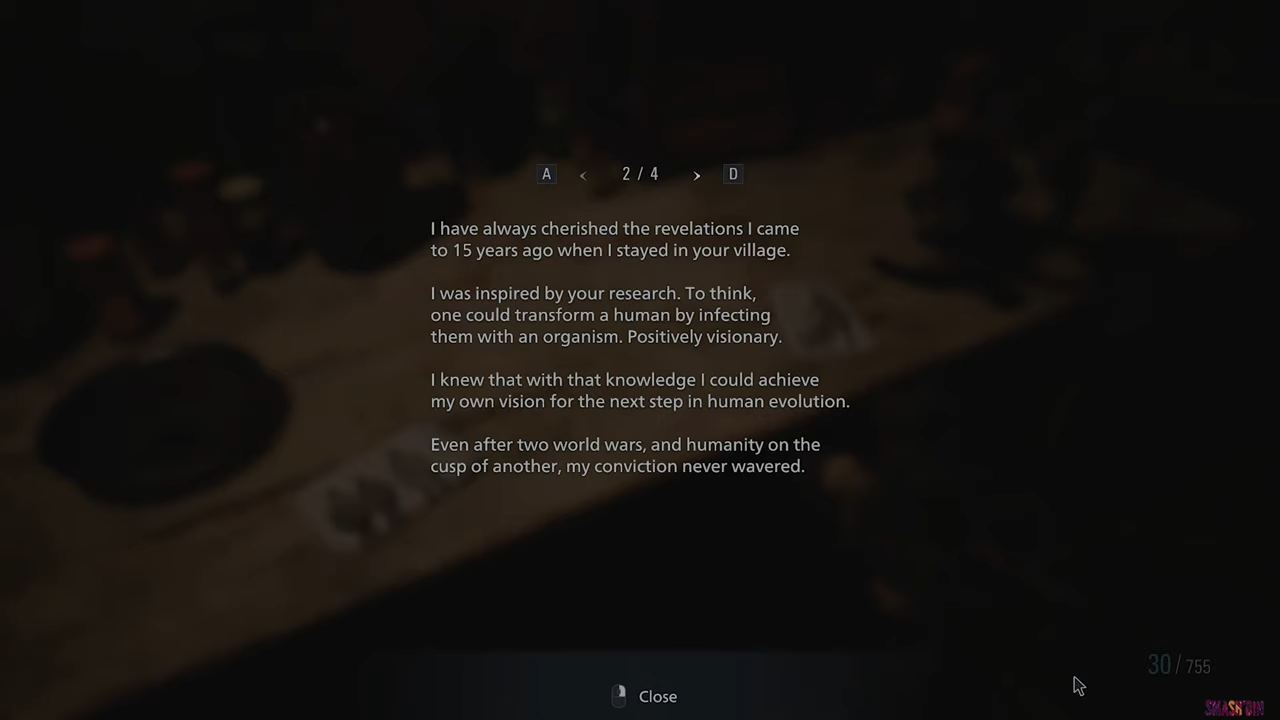 A < 2 / 4 > D
I have always cherished the revelations I came
to 15 years ago when I stayed in your village.
I was inspired by your research. To think,
one could transform a human by infecting
them with an organism. Positively visionary.
I knew that with that knowledge I could achieve
my own vision for the next step in human evolution.
Even after two world wars, and humanity on the
cusp of another, my conviction never wavered.
30 / 755
Close